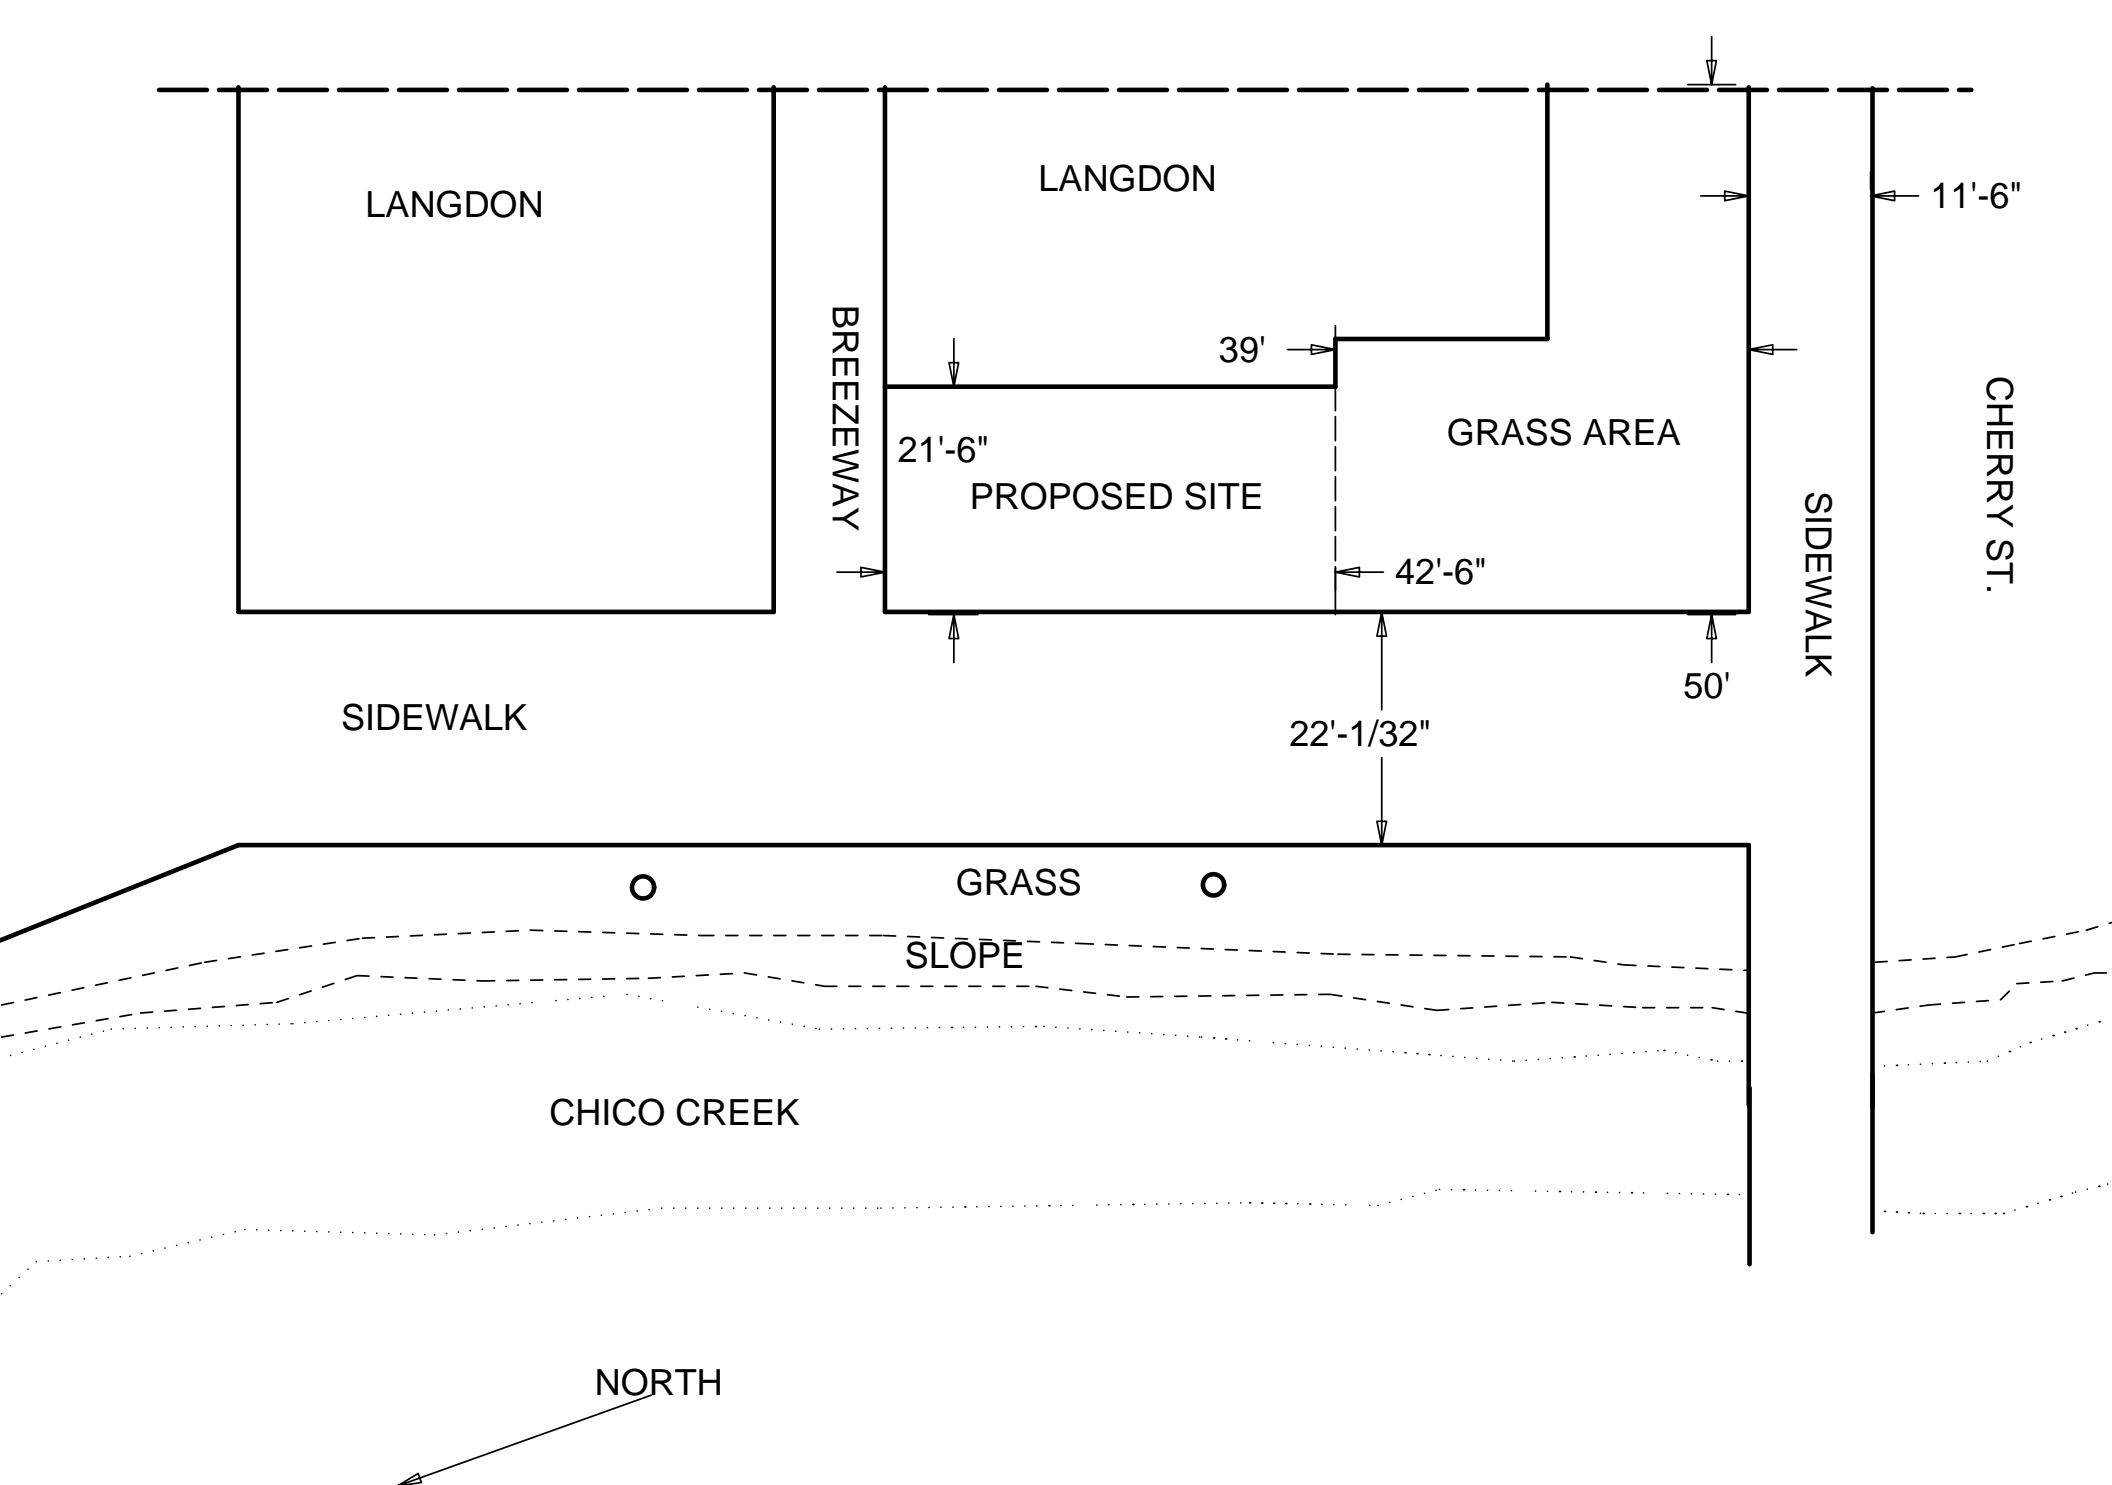 LANGDON
LANGDON
11'-6"
BREEZEWAY
39'
CHERRY ST.
GRASS AREA
21'-6"
PROPOSED SITE
SIDEWALK
42'-6"
50'
SIDEWALK
22'-1/32"
GRASS
SLOPE
CHICO CREEK
NORTH